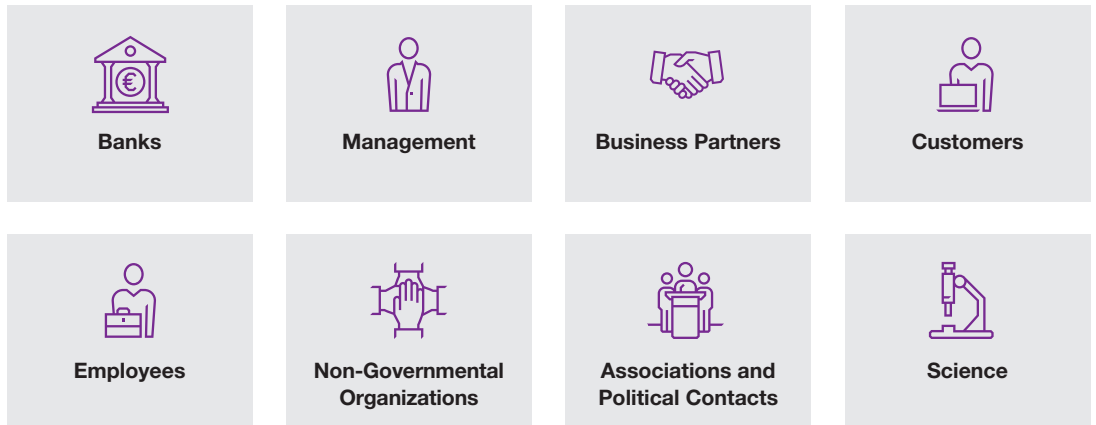 Banks
Management
Business Partners
Customers
Employees
Non-Governmental
Organizations
Associations and
Political Contacts
Science